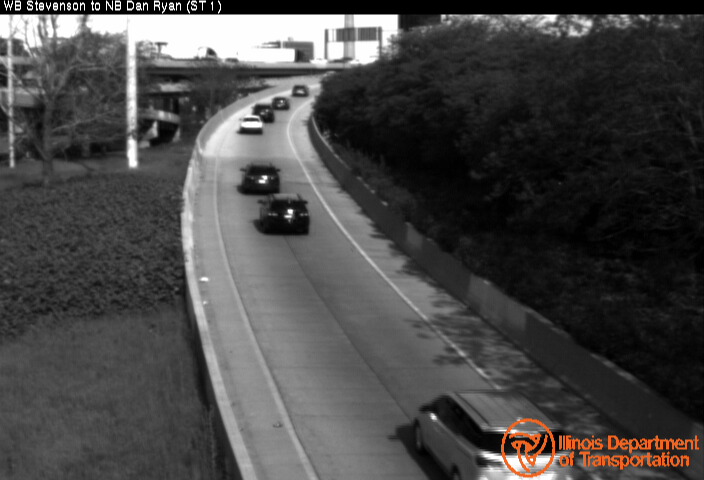 WB Stevenson to NB Dan Ryan (ST 1)
Illinois Department
of Transportation